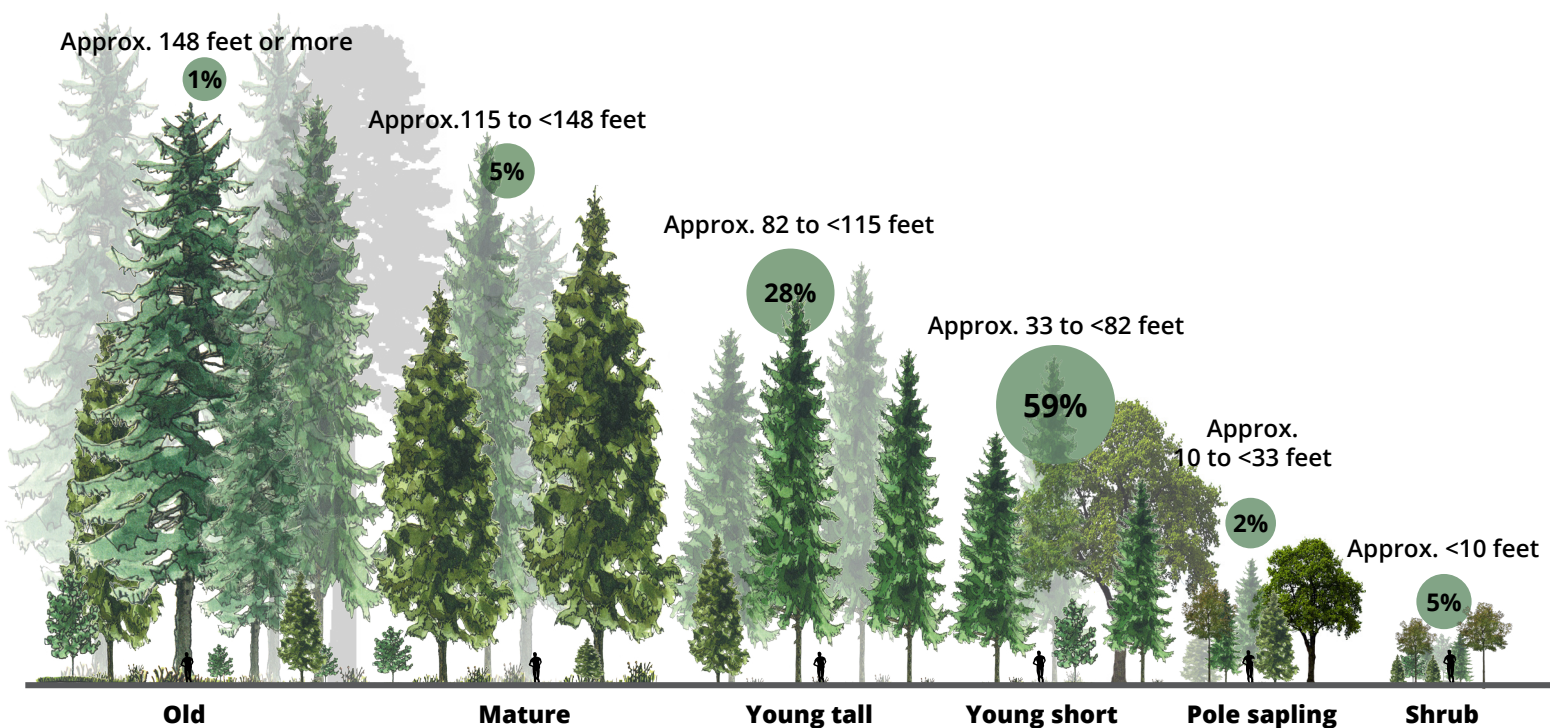 Approx. 148 feet or more
1%
Approx.115 to <148 feet
5%
Approx. 82 to <115 feet
28%
Approx. 33 to <82 feet
59%
Approx.
10 to <33 feet
2%
Approx. <10 feet
5%
Old
Mature
Young tall
Young short
Pole sapling
Shrub